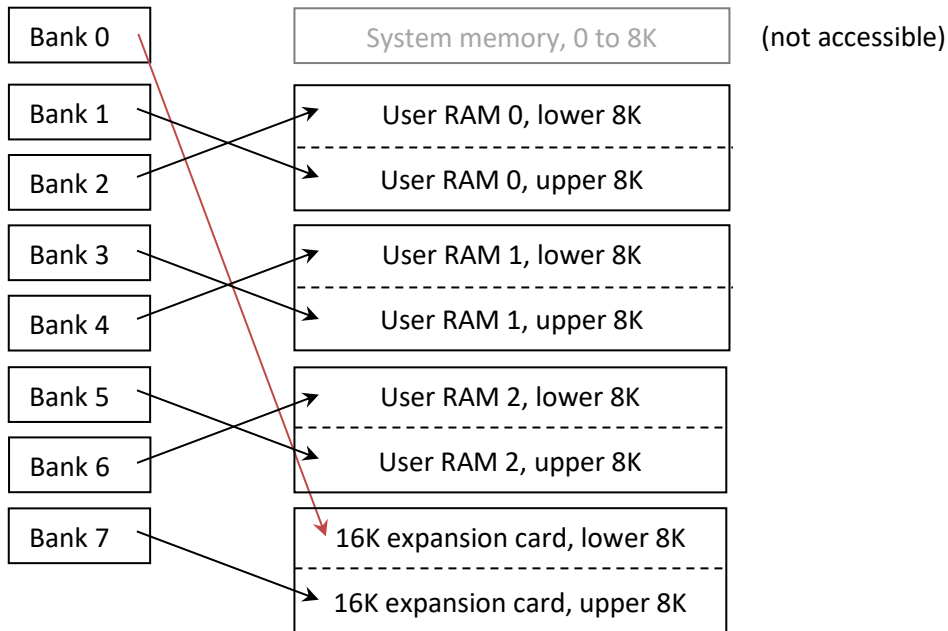 Bank 0
System memory, 0 to 8K
(not accessible)
Bank 1
User RAM 0, lower 8K
Bank 2
User RAM 0, upper 8K
Bank 3
User RAM 1, lower 8K
Bank 4
User RAM 1, upper 8K
Bank 5
User RAM 2, lower 8K
Bank 6
User RAM 2, upper 8K
Bank 7
16K expansion card, lower 8K
16K expansion card, upper 8K